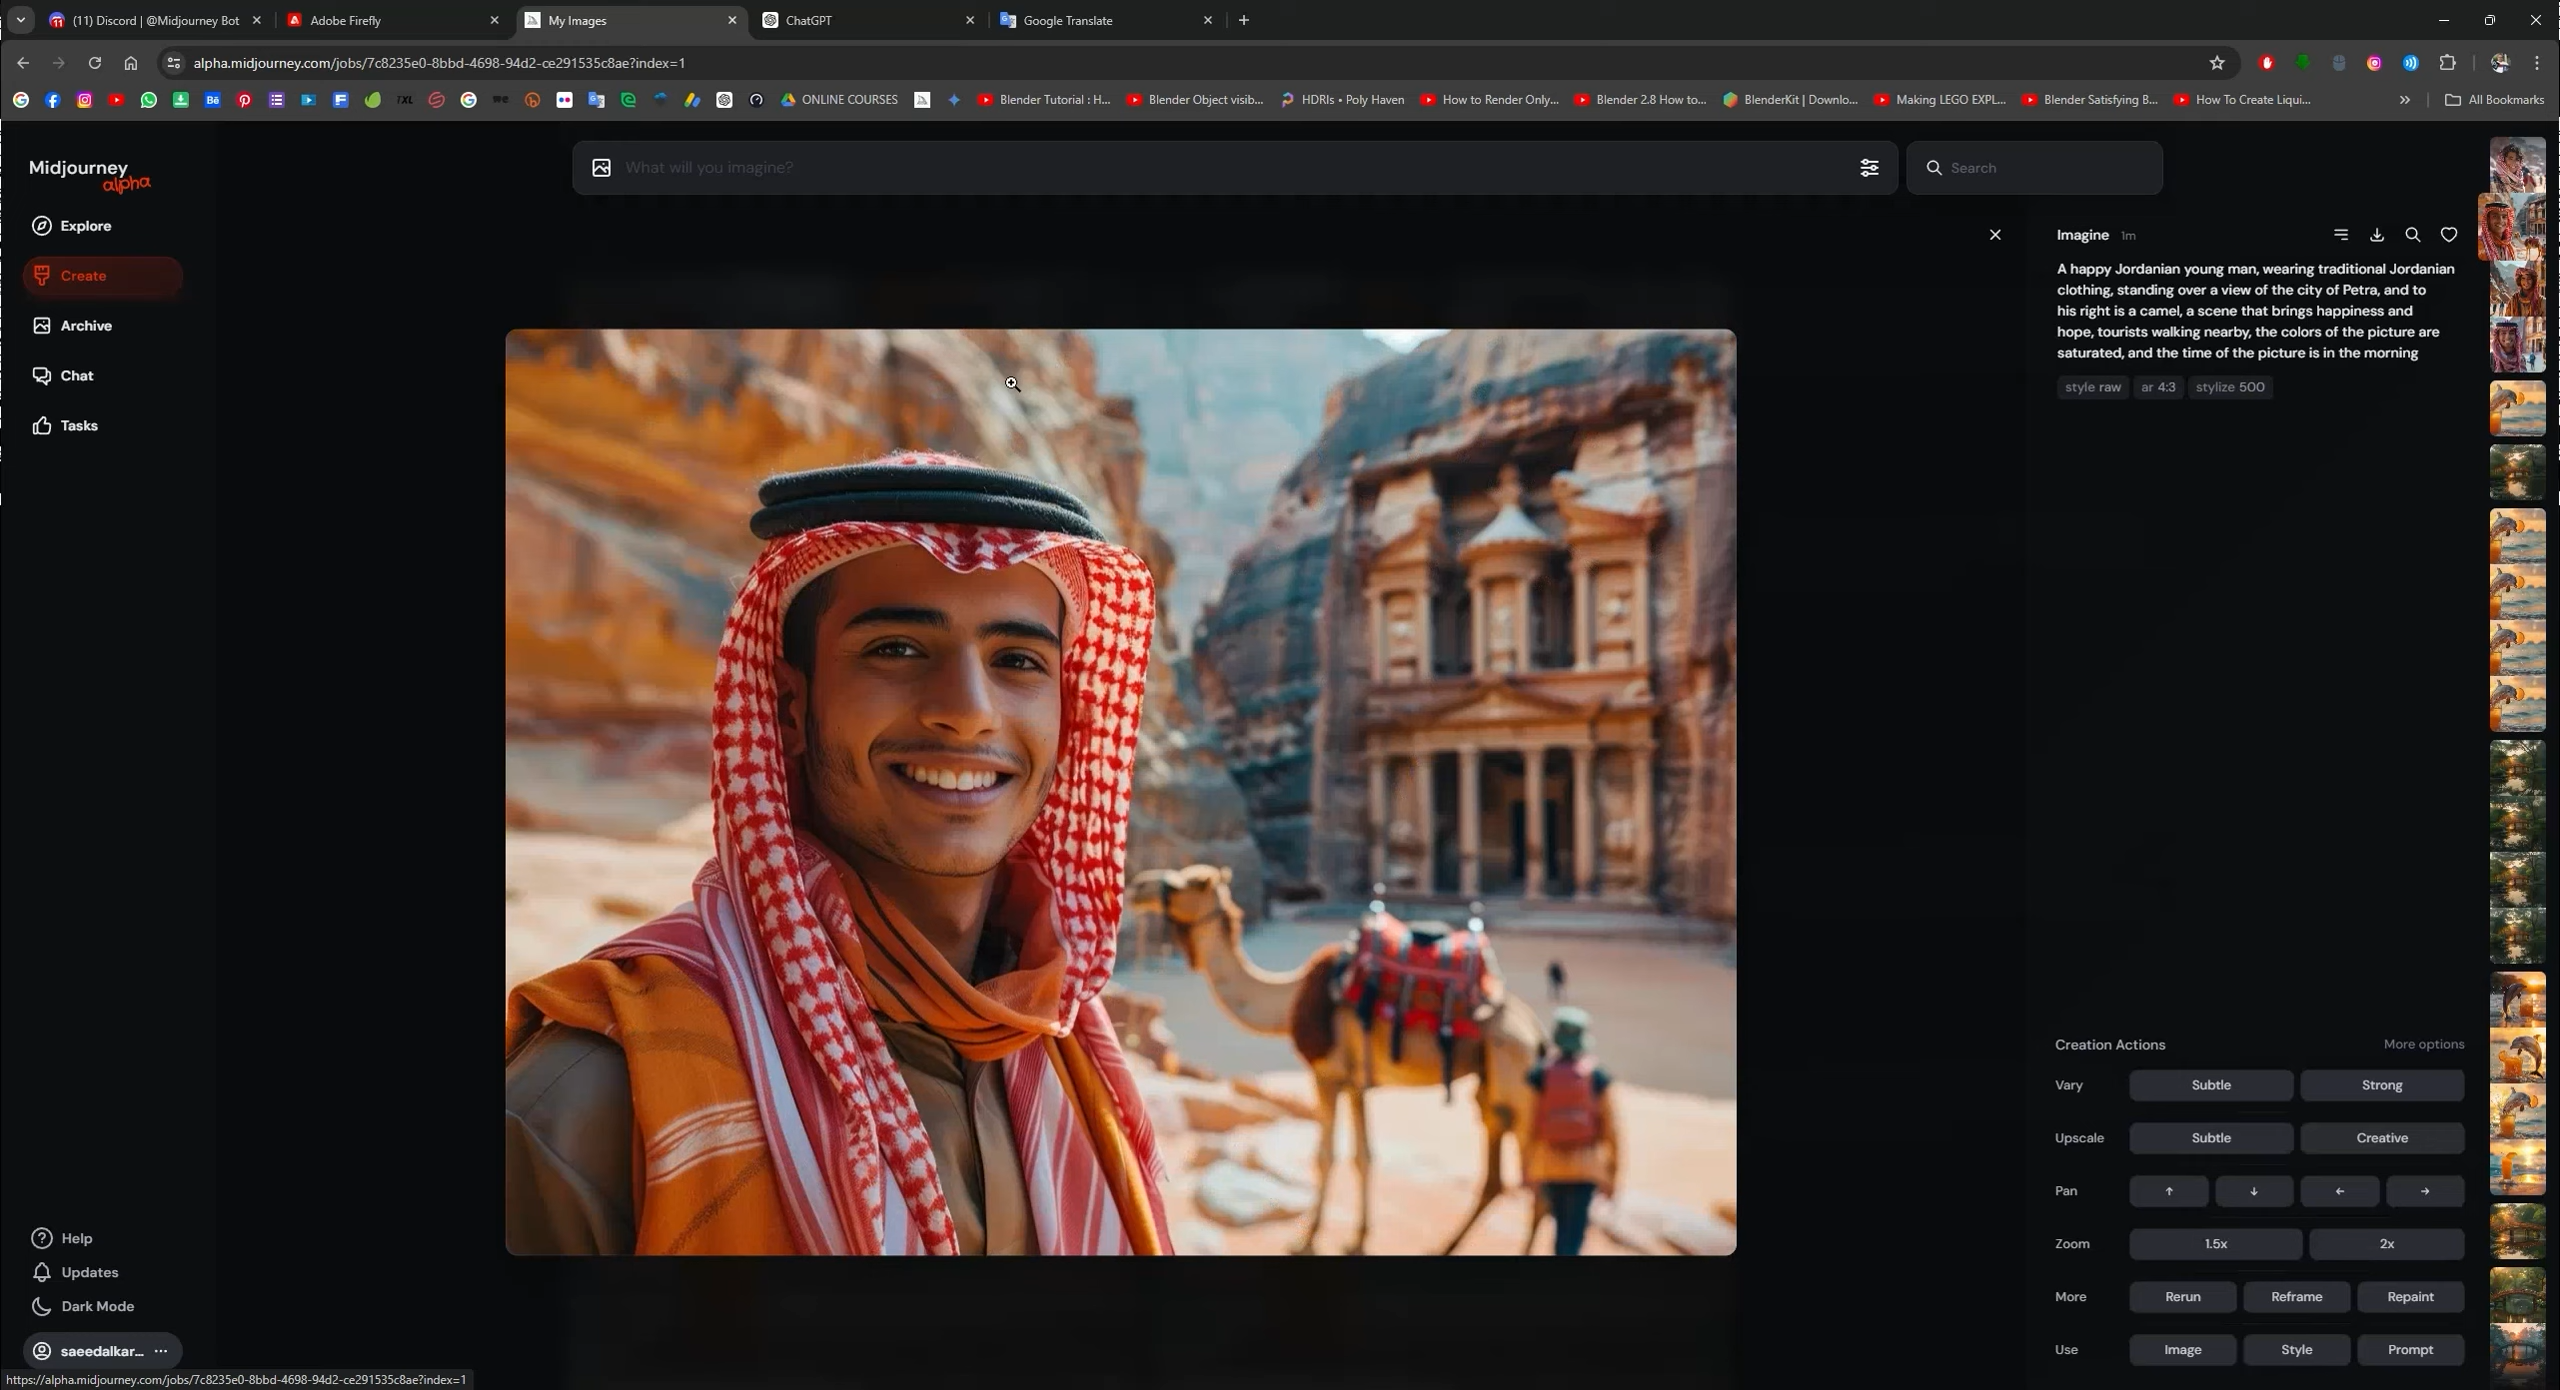 (11) Discord | @Midjourney Bot
Adobe Firefly
My Images
ChatGPT
Google Translate
alpha.midjourney.com/jobs/7c8235e0-8bbd-4698-94d2-ce291535c8ae?index=1
ONLINE COURSES
Blender Tutorial : H...
Blender Object visib...
HDRIs • Poly Haven
How to Render Only...
Blender 2.8 How to...
BlenderKit | Downlo...
Making LEGO EXPL...
Blender Satisfying B...
How To Create Liqui...
All Bookmarks
Midjourney
alpha
What will you imagine?
Search
Explore
Create
Archive
Chat
Tasks
Imagine 1m
A happy Jordanian young man, wearing traditional Jordanian
clothing, standing over a view of the city of Petra, and to
his right is a camel, a scene that brings happiness and
hope, tourists walking nearby, the colors of the picture are
saturated, and the time of the picture is in the morning
style raw ar 4:3 stylize 500
Creation Actions More options
Vary Subtle Strong
Upscale Subtle Creative
Pan
Zoom 1.5x 2x
More Rerun Reframe Repaint
Use Image Style Prompt
Help
Updates
Dark Mode
saeedalkar...
https://alpha.midjourney.com/jobs/7c8235e0-8bbd-4698-94d2-ce291535c8ae?index=1